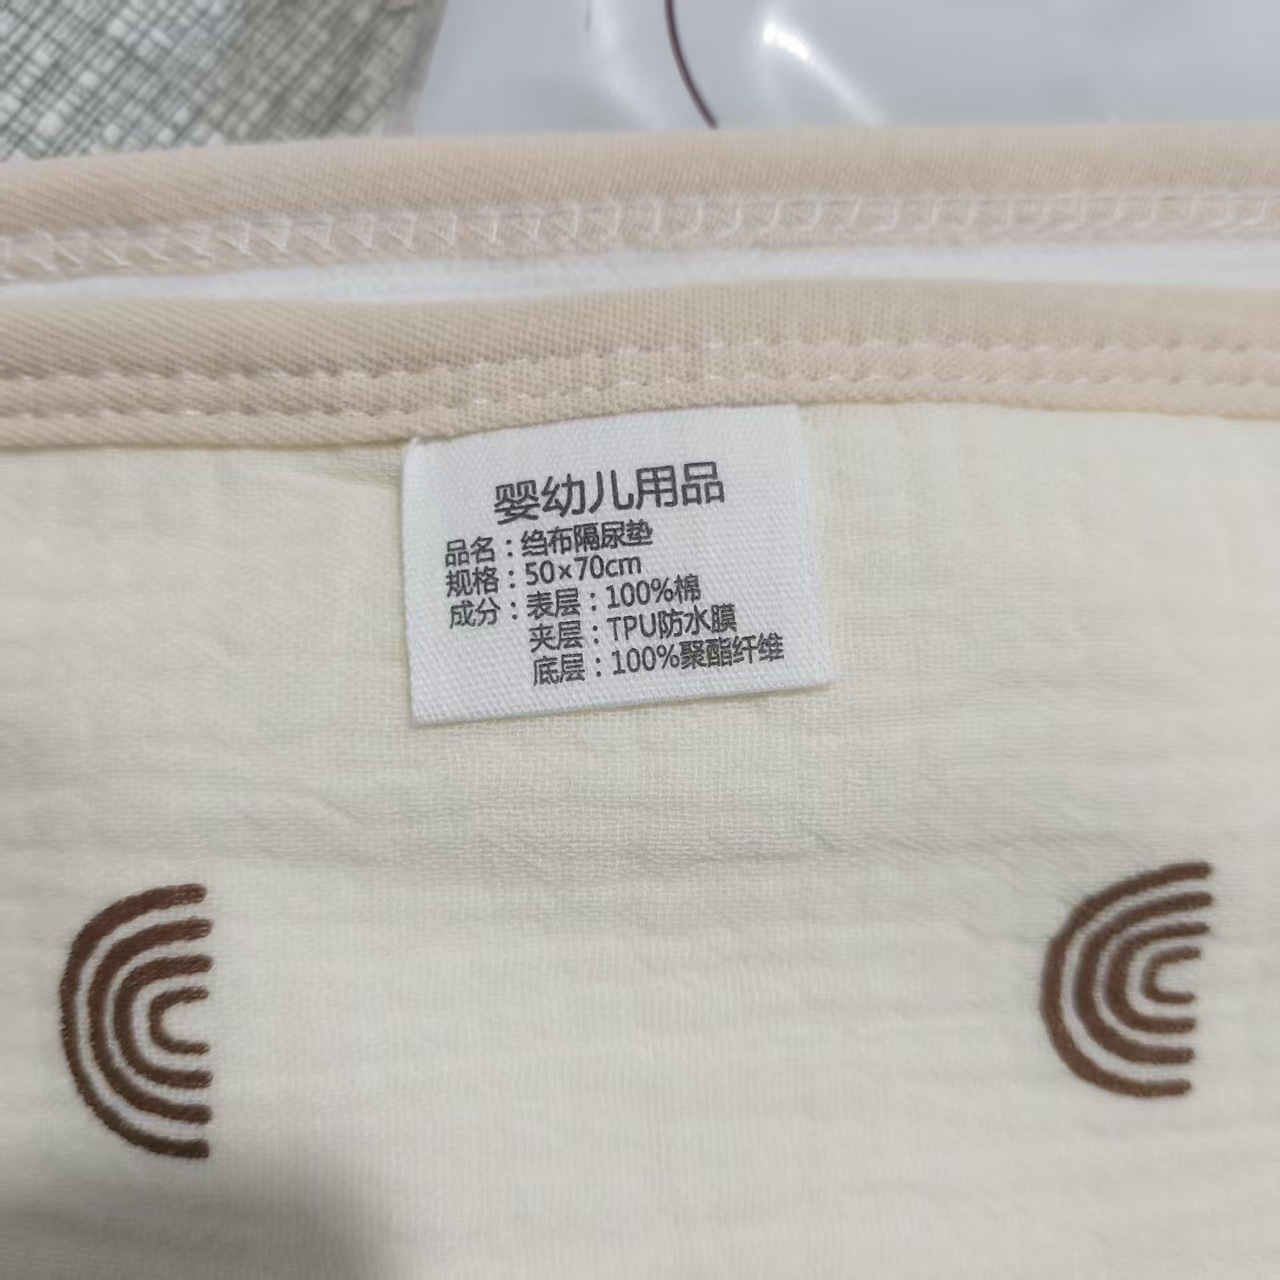 婴幼儿用品
品名：绉布隔尿垫
规格：50×70cm
成分：表层：100%棉
夹层：TPU防水膜
底层：100%聚酯纤维